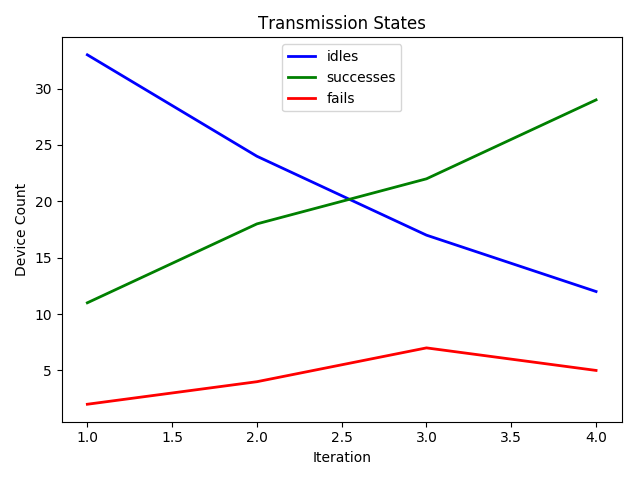 Transmission States
idles
successes
fails
Device Count
30
25
20
15
10
5
1.0 1.5 2.0 2.5 3.0 3.5 4.0
Iteration